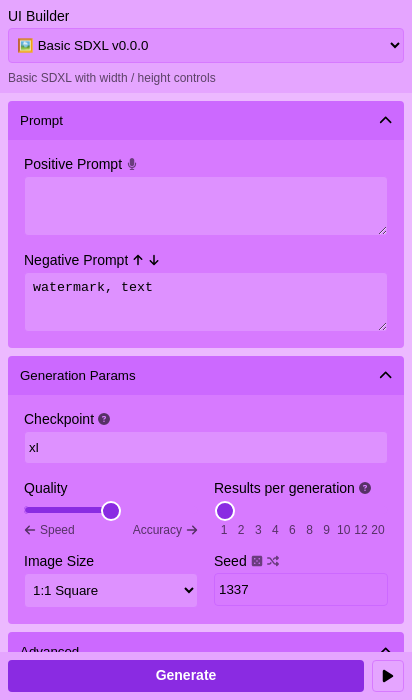 UI Builder
🖼️ Basic SDXL v0.0.0
Basic SDXL with width / height controls
Prompt
Positive Prompt
Negative Prompt ↑ ↓
watermark, text
Generation Params
Checkpoint ?
xl
Quality Results per generation ?
← Speed Accuracy → 1 2 3 4 6 8 9 10 12 20
Image Size Seed
1:1 Square 1337
Advanced
Generate